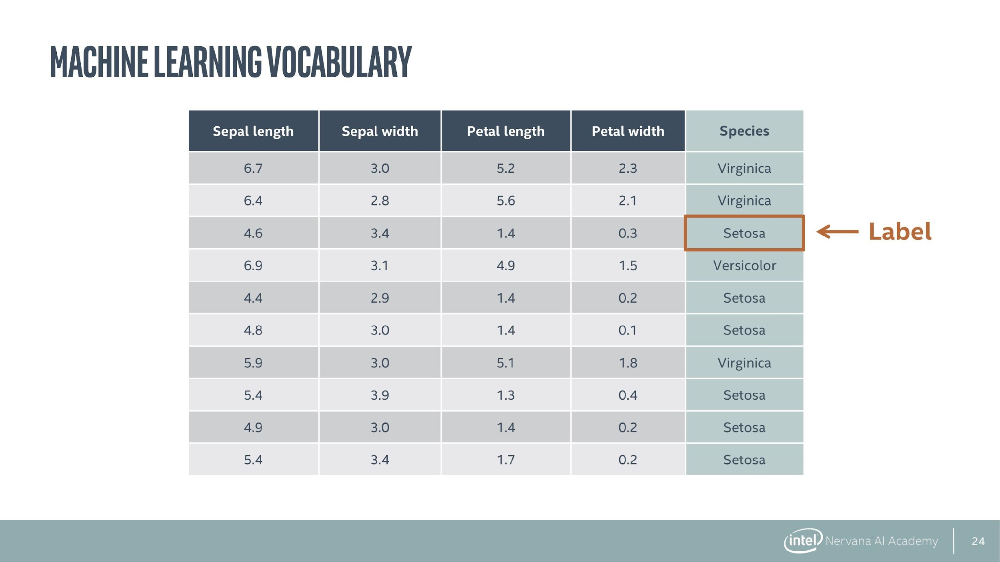 MACHINE LEARNING VOCABULARY
Sepal length Sepal width Petal length Petal width Species
6.7 3.0 5.2 2.3 Virginica
6.4 2.8 5.6 2.1 Virginica
4.6 3.4 1.4 0.3 Setosa ← Label
6.9 3.1 4.9 1.5 Versicolor
4.4 2.9 1.4 0.2 Setosa
4.8 3.0 1.4 0.1 Setosa
5.9 3.0 5.1 1.8 Virginica
5.4 3.9 1.3 0.4 Setosa
4.9 3.0 1.4 0.2 Setosa
5.4 3.4 1.7 0.2 Setosa
intel Nervana AI Academy 24